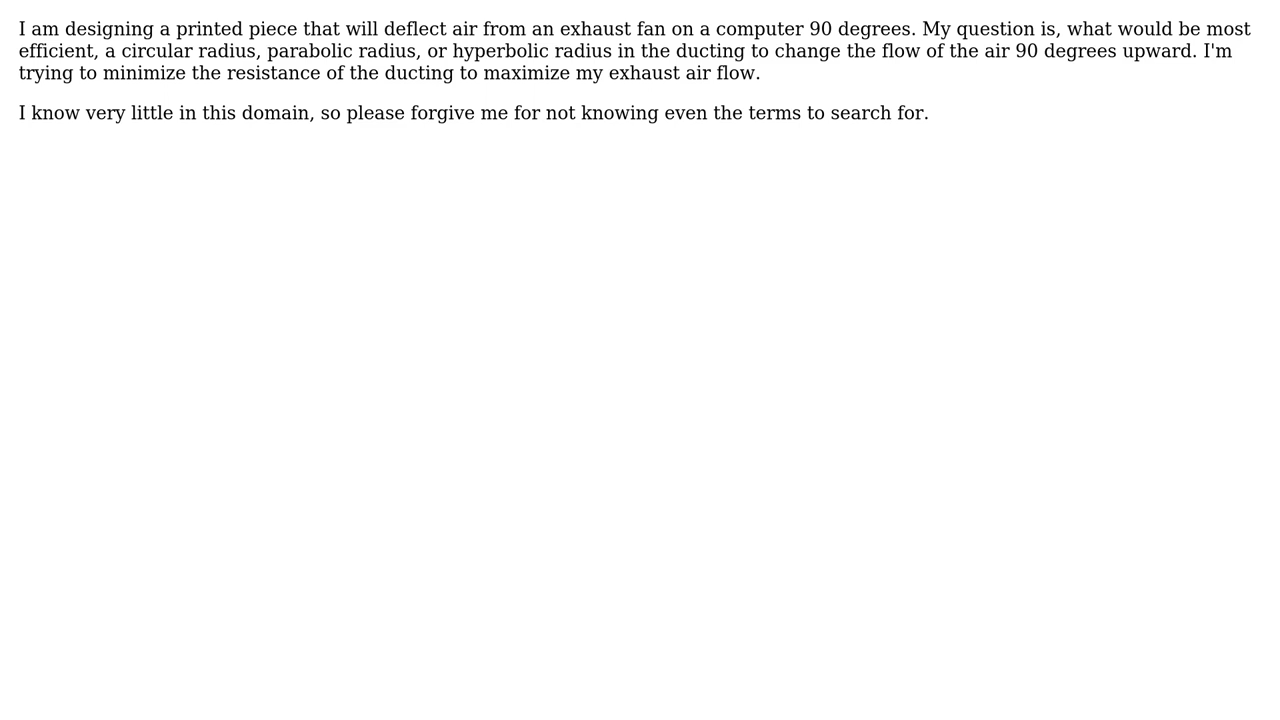 I am designing a printed piece that will deflect air from an exhaust fan on a computer 90 degrees. My question is, what would be most
efficient, a circular radius, parabolic radius, or hyperbolic radius in the ducting to change the flow of the air 90 degrees upward. I'm
trying to minimize the resistance of the ducting to maximize my exhaust air flow.
I know very little in this domain, so please forgive me for not knowing even the terms to search for.